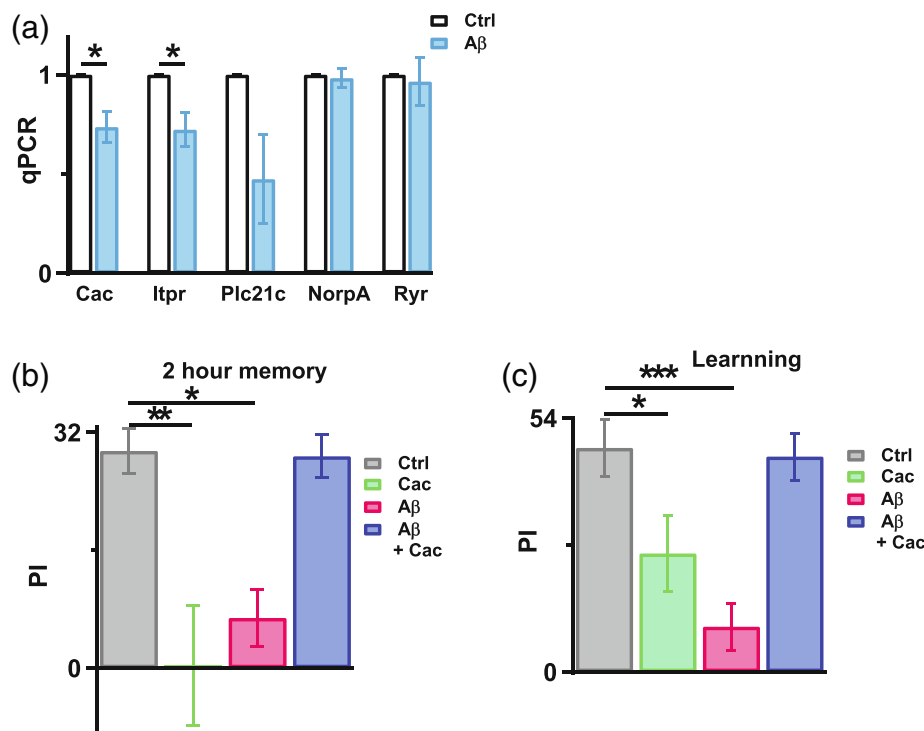 (a)
Ctrl
Aβ
* *
1
qPCR
0
Cac Itpr Plc21c NorpA Ryr
(b)
2 hour memory
*
**
32
PI
0
Ctrl
Cac
Aβ
Aβ
+ Cac
(c)
Learnning
***
*
54
PI
0
Ctrl
Cac
Aβ
Aβ
+ Cac